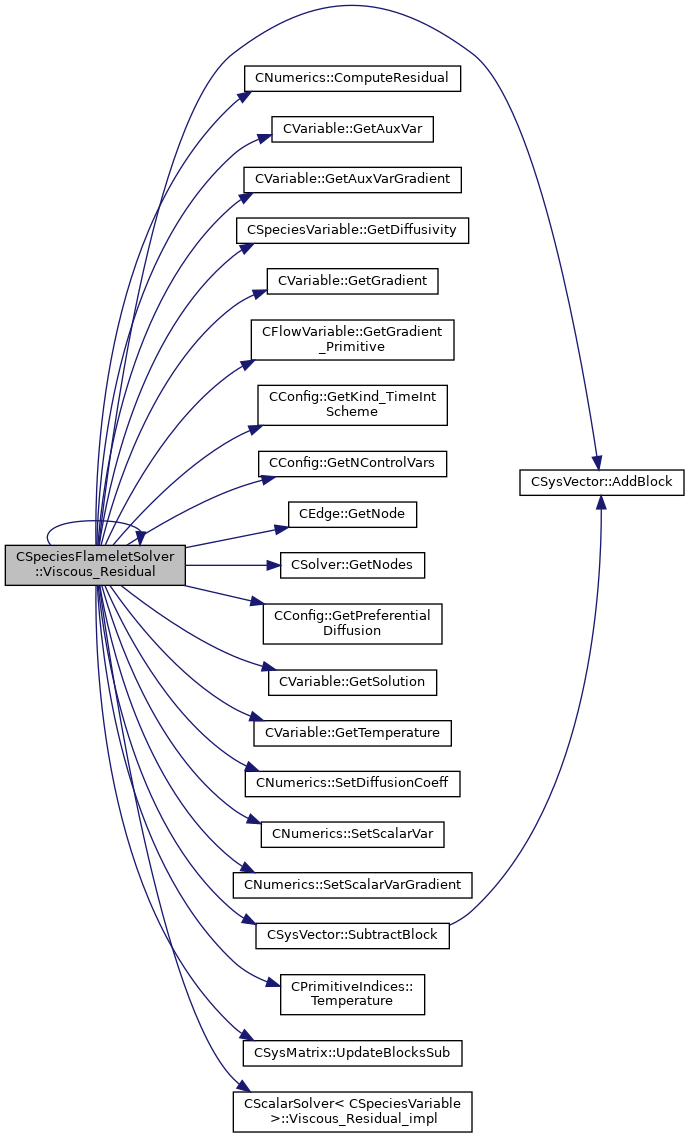 CNumerics::ComputeResidual
CVariable::GetAuxVar
CVariable::GetAuxVarGradient
CSpeciesVariable::GetDiffusivity
CVariable::GetGradient
CFlowVariable::GetGradient
_Primitive
CConfig::GetKind_TimeInt
Scheme
CConfig::GetNControlVars
CSysVector::AddBlock
CEdge::GetNode
CSpeciesFlameletSolver
::Viscous_Residual
CSolver::GetNodes
CConfig::GetPreferential
Diffusion
CVariable::GetSolution
CVariable::GetTemperature
CNumerics::SetDiffusionCoeff
CNumerics::SetScalarVar
CNumerics::SetScalarVarGradient
CSysVector::SubtractBlock
CPrimitiveIndices::
Temperature
CSysMatrix::UpdateBlocksSub
CScalarSolver< CSpeciesVariable
>::Viscous_Residual_impl